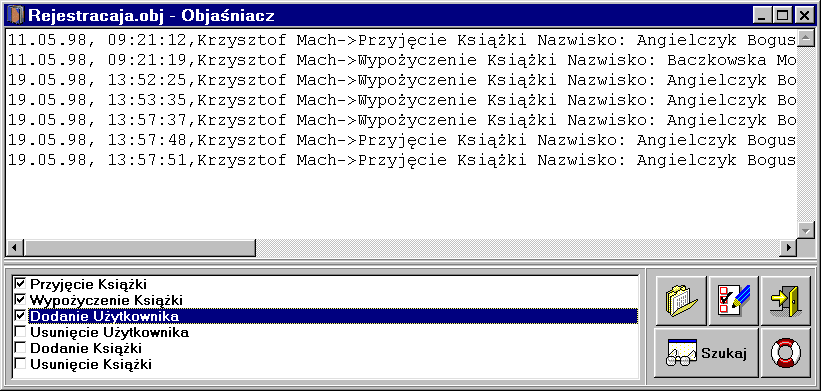 Rejestracaja.obj - Objaśniacz
11.05.98, 09:21:12,Krzysztof Mach->Przyjęcie Książki Nazwisko: Angielczyk Bogus
11.05.98, 09:21:19,Krzysztof Mach->Wypożyczenie Książki Nazwisko: Baczkowska Mo
19.05.98, 13:52:25,Krzysztof Mach->Wypożyczenie Książki Nazwisko: Angielczyk Bo
19.05.98, 13:53:35,Krzysztof Mach->Wypożyczenie Książki Nazwisko: Angielczyk Bo
19.05.98, 13:57:37,Krzysztof Mach->Wypożyczenie Książki Nazwisko: Angielczyk Bo
19.05.98, 13:57:48,Krzysztof Mach->Przyjęcie Książki Nazwisko: Angielczyk Bogus
19.05.98, 13:57:51,Krzysztof Mach->Przyjęcie Książki Nazwisko: Angielczyk Bogus
Przyjęcie Książki
Wypożyczenie Książki
Dodanie Użytkownika
Usunięcie Użytkownika
Dodanie Książki
Usunięcie Książki
Szukaj